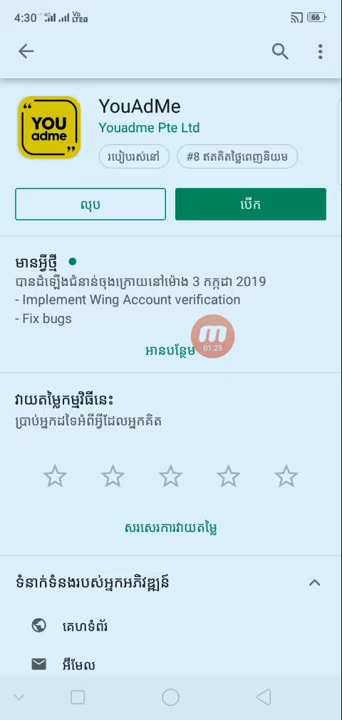 4:30
4G
Vo
LTE
66
YOU
adme
YouAdMe
Youadme Pte Ltd
របៀបរស់នៅ
#8 ឥតគិតថ្លៃពេញនិយម
លុប
បើក
មានអ្វីថ្មី
បានដំឡើងជំនាន់ចុងក្រោយនៅម៉ោង 3 កក្កដា 2019
- Implement Wing Account verification
- Fix bugs
01:29
អានបន្ថែម
វាយតម្លៃកម្មវិធីនេះ
ប្រាប់អ្នកដទៃអំពីអ្វីដែលអ្នកគិត
សរសេរការវាយតម្លៃ
ទំនាក់ទំនងរបស់អ្នកអភិវឌ្ឍន៍
គេហទំព័រ
អ៊ីមែល